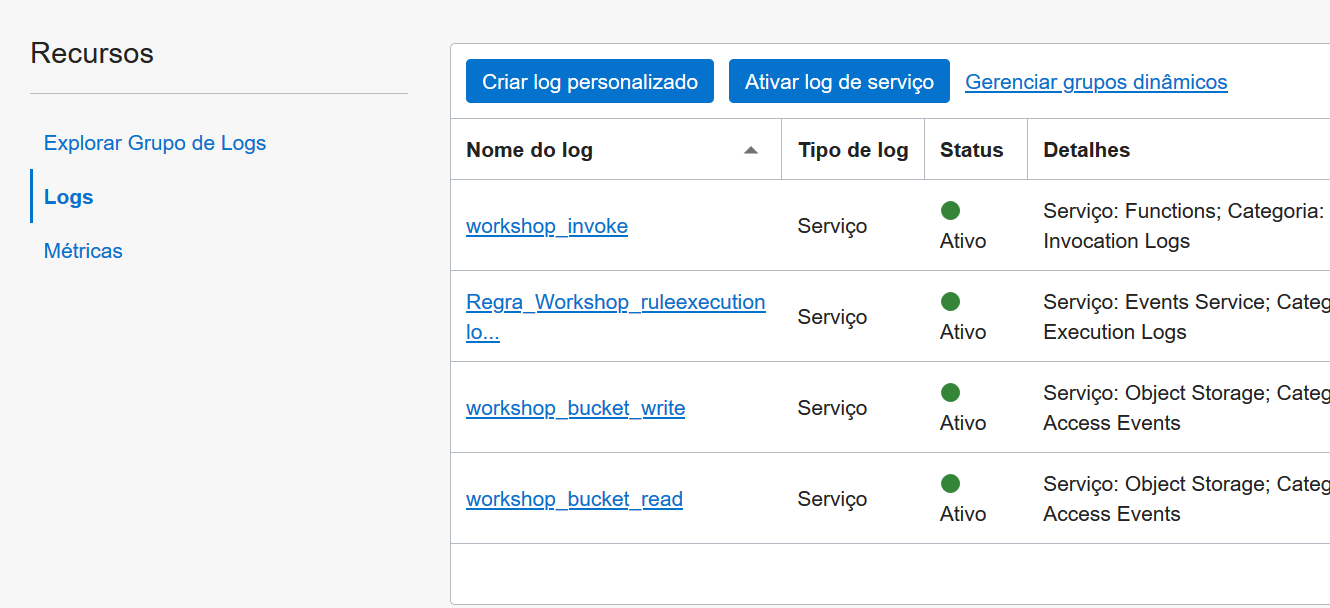 Recursos
Explorar Grupo de Logs
Logs
Métricas
Criar log personalizado Ativar log de serviço Gerenciar grupos dinâmicos
Nome do log Tipo de log Status Detalhes
workshop_invoke Serviço Ativo Serviço: Functions; Categoria:
Invocation Logs
Regra_Workshop_ruleexecution
lo... Serviço Ativo Serviço: Events Service; Categ
Execution Logs
workshop_bucket_write Serviço Ativo Serviço: Object Storage; Categ
Access Events
workshop_bucket_read Serviço Ativo Serviço: Object Storage; Categ
Access Events